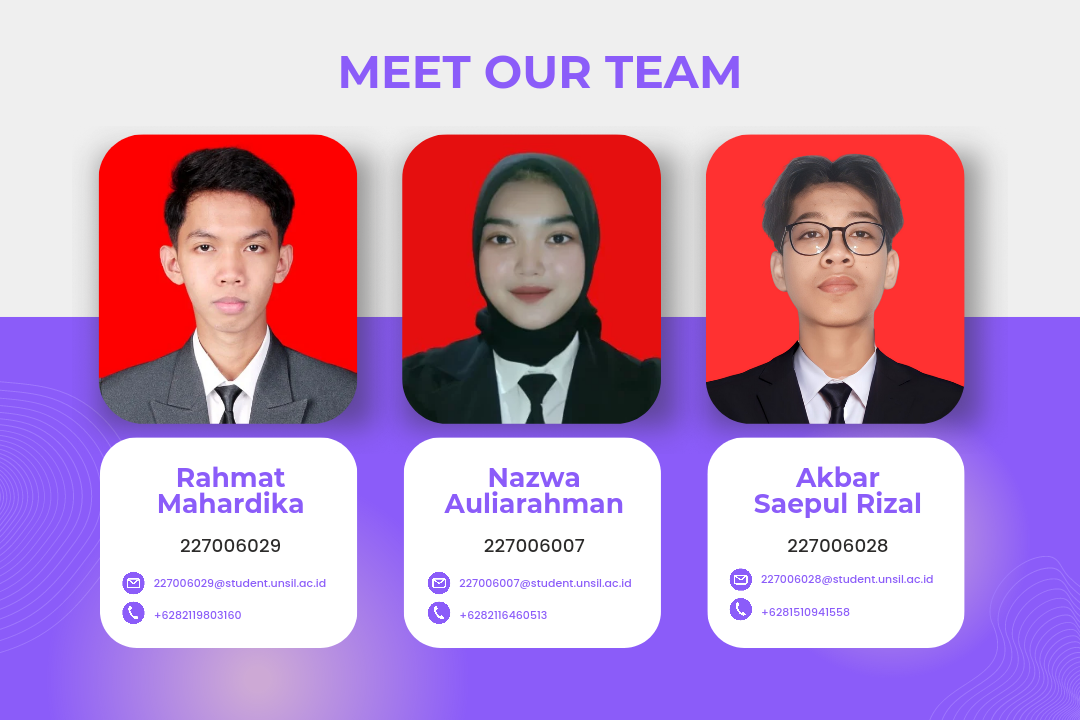 MEET OUR TEAM
Rahmat
Mahardika
227006029
227006029@student.unsil.ac.id
+6282119803160
Nazwa
Auliarahman
227006007
227006007@student.unsil.ac.id
+6282116460513
Akbar
Saepul Rizal
227006028
227006028@student.unsil.ac.id
+6281510941558